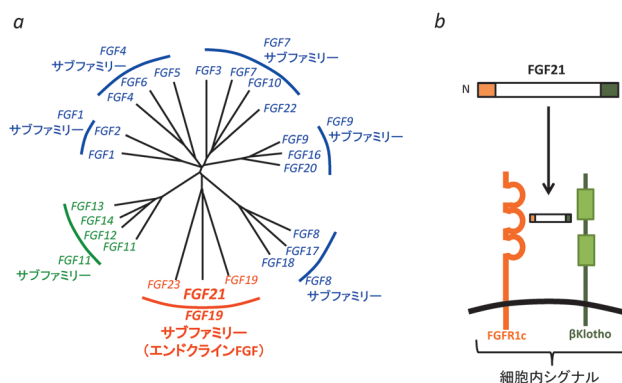 a
FGF4
サブファミリー
FGF6
FGF5
FGF4
FGF3
FGF7
サブファミリー
FGF7
FGF10
FGF22
FGF1
サブファミリー
FGF2
FGF1
FGF9
サブファミリー
FGF9
FGF16
FGF20
FGF13
FGF14
FGF12
FGF11
FGF11
サブファミリー
FGF8
FGF17
FGF18
FGF8
サブファミリー
FGF23
FGF21
FGF19
FGF19
サブファミリー
(エンドクラインFGF)
b
FGF21
N
FGFR1c
βKlotho
細胞内シグナル